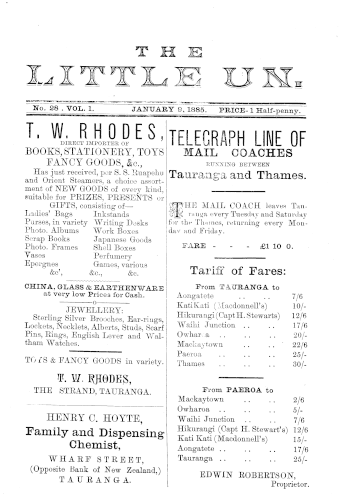 THE
LITTLE UN.
No. 28 . VOL. 1. JANUARY 9, 1885. PRICE-1 Half-penny.
T. W. RHODES,
DIRECT IMPORTER OF
BOOKS, STATIONERY, TOYS
FANCY GOODS, &c.,
Has just received, per S.S. Ruapehu
and Orient Steamers, a choice assort-
ment of NEW GOODS of every kind,
suitable for PRIZES, PRESENTS or
GIFTS, consisting of—
Ladies' Bags Inkstands
Purses, in variety Writing Desks
Photo. Albums Work Boxes
Scrap Books Japanese Goods
Photo. Frames Shell Boxes
Vases Perfumery
Epergnes Games, various
&c', &c., &c.
CHINA, GLASS & EARTHENWARE
at very low Prices for Cash.
JEWELLERY:
Sterling Silver Brooches, Ear-rings,
Lockets, Necklets, Alberts, Studs, Scarf
Pins, Rings, English Lever and Wal-
tham Watches.
TOYS & FANCY GOODS in variety.
T. W. RHODES,
THE STRAND, TAURANGA.
HENRY C. HOYTE,
Family and Dispensing
Chemist,
WHARF STREET,
(Opposite Bank of New Zealand,)
TAURANGA.
TELEGRAPH LINE OF
MAIL COACHES
RUNNING BETWEEN
Tauranga and Thames.
THE MAIL COACH leaves Tau-
ranga every Tuesday and Saturday
for the Thames, returning every Mon-
day and Friday.
FARE - - - £1 10 0.
Tariff of Fares:
From TAURANGA to
Aongatete .. .. 7/6
KatiKati (Macdonnell's) 10/-
Hikurangi (Capt H. Stewarts) 12/6
Waihi Junction .. .. 17/6
Owharoa .. .. 20/-
Mackaytown .. .. 22/6
Paeroa .. .. 25/-
Thames .. .. 30/-
From PAEROA to
Mackaytown .. .. 2/6
Owharoa .. .. 5/-
Waihi Junction .. .. 7/6
Hikurangi (Capt H. Stewart's) 12/6
Kati Kati (Macdonnell's) 15/-
Aongatete .. .. 17/6
Tauranga .. .. 25/-
EDWIN ROBERTSON,
Proprietor.